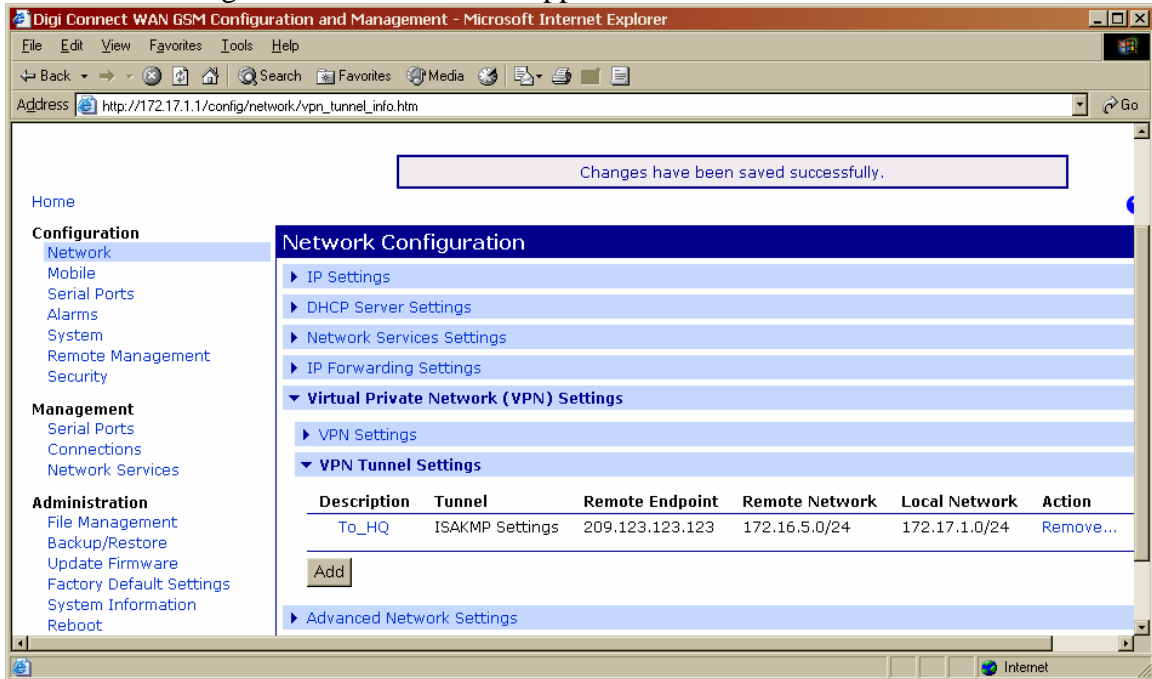 Digi Connect WAN GSM Configuration and Management - Microsoft Internet Explorer
File Edit View Favorites Tools Help
Back Search Favorites Media
Address http://172.17.1.1/config/network/vpn_tunnel_info.htm Go
Changes have been saved successfully.
Home
Configuration
Network
Mobile
Serial Ports
Alarms
System
Remote Management
Security
Management
Serial Ports
Connections
Network Services
Administration
File Management
Backup/Restore
Update Firmware
Factory Default Settings
System Information
Reboot
Network Configuration
IP Settings
DHCP Server Settings
Network Services Settings
IP Forwarding Settings
Virtual Private Network (VPN) Settings
VPN Settings
VPN Tunnel Settings
Description Tunnel Remote Endpoint Remote Network Local Network Action
To_HQ ISAKMP Settings 209.123.123.123 172.16.5.0/24 172.17.1.0/24 Remove...
Add
Advanced Network Settings
Internet